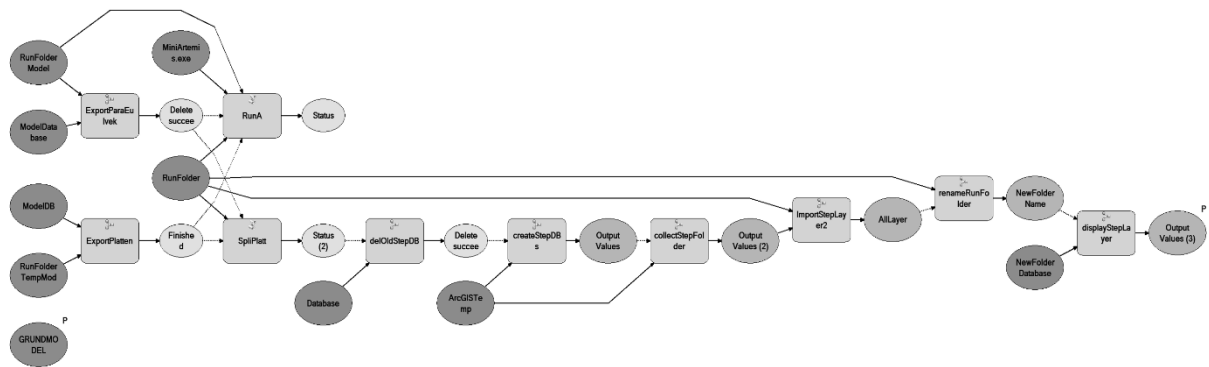 RunFolder
Model
MiniArtemi
s.exe
ExportParaEu
lvek
Delete
succee
RunA
Status
ModelData
base
RunFolder
renameRunFo
lder
NewFolder
Name
P
ModelDB
ExportPlatten
Finishe
d
SpliPlatt
Status
(2)
delOldStepDB
Delete
succee
createStepDB
s
Output
Values
collectStepFo
lder
Output
Values (2)
ImportStepLay
er2
AllLayer
displayStepLa
yer
Output
Values (3)
RunFolder
TempMod
Database
ArcGISTe
mp
NewFolder
Database
P
GRUNDMO
DEL